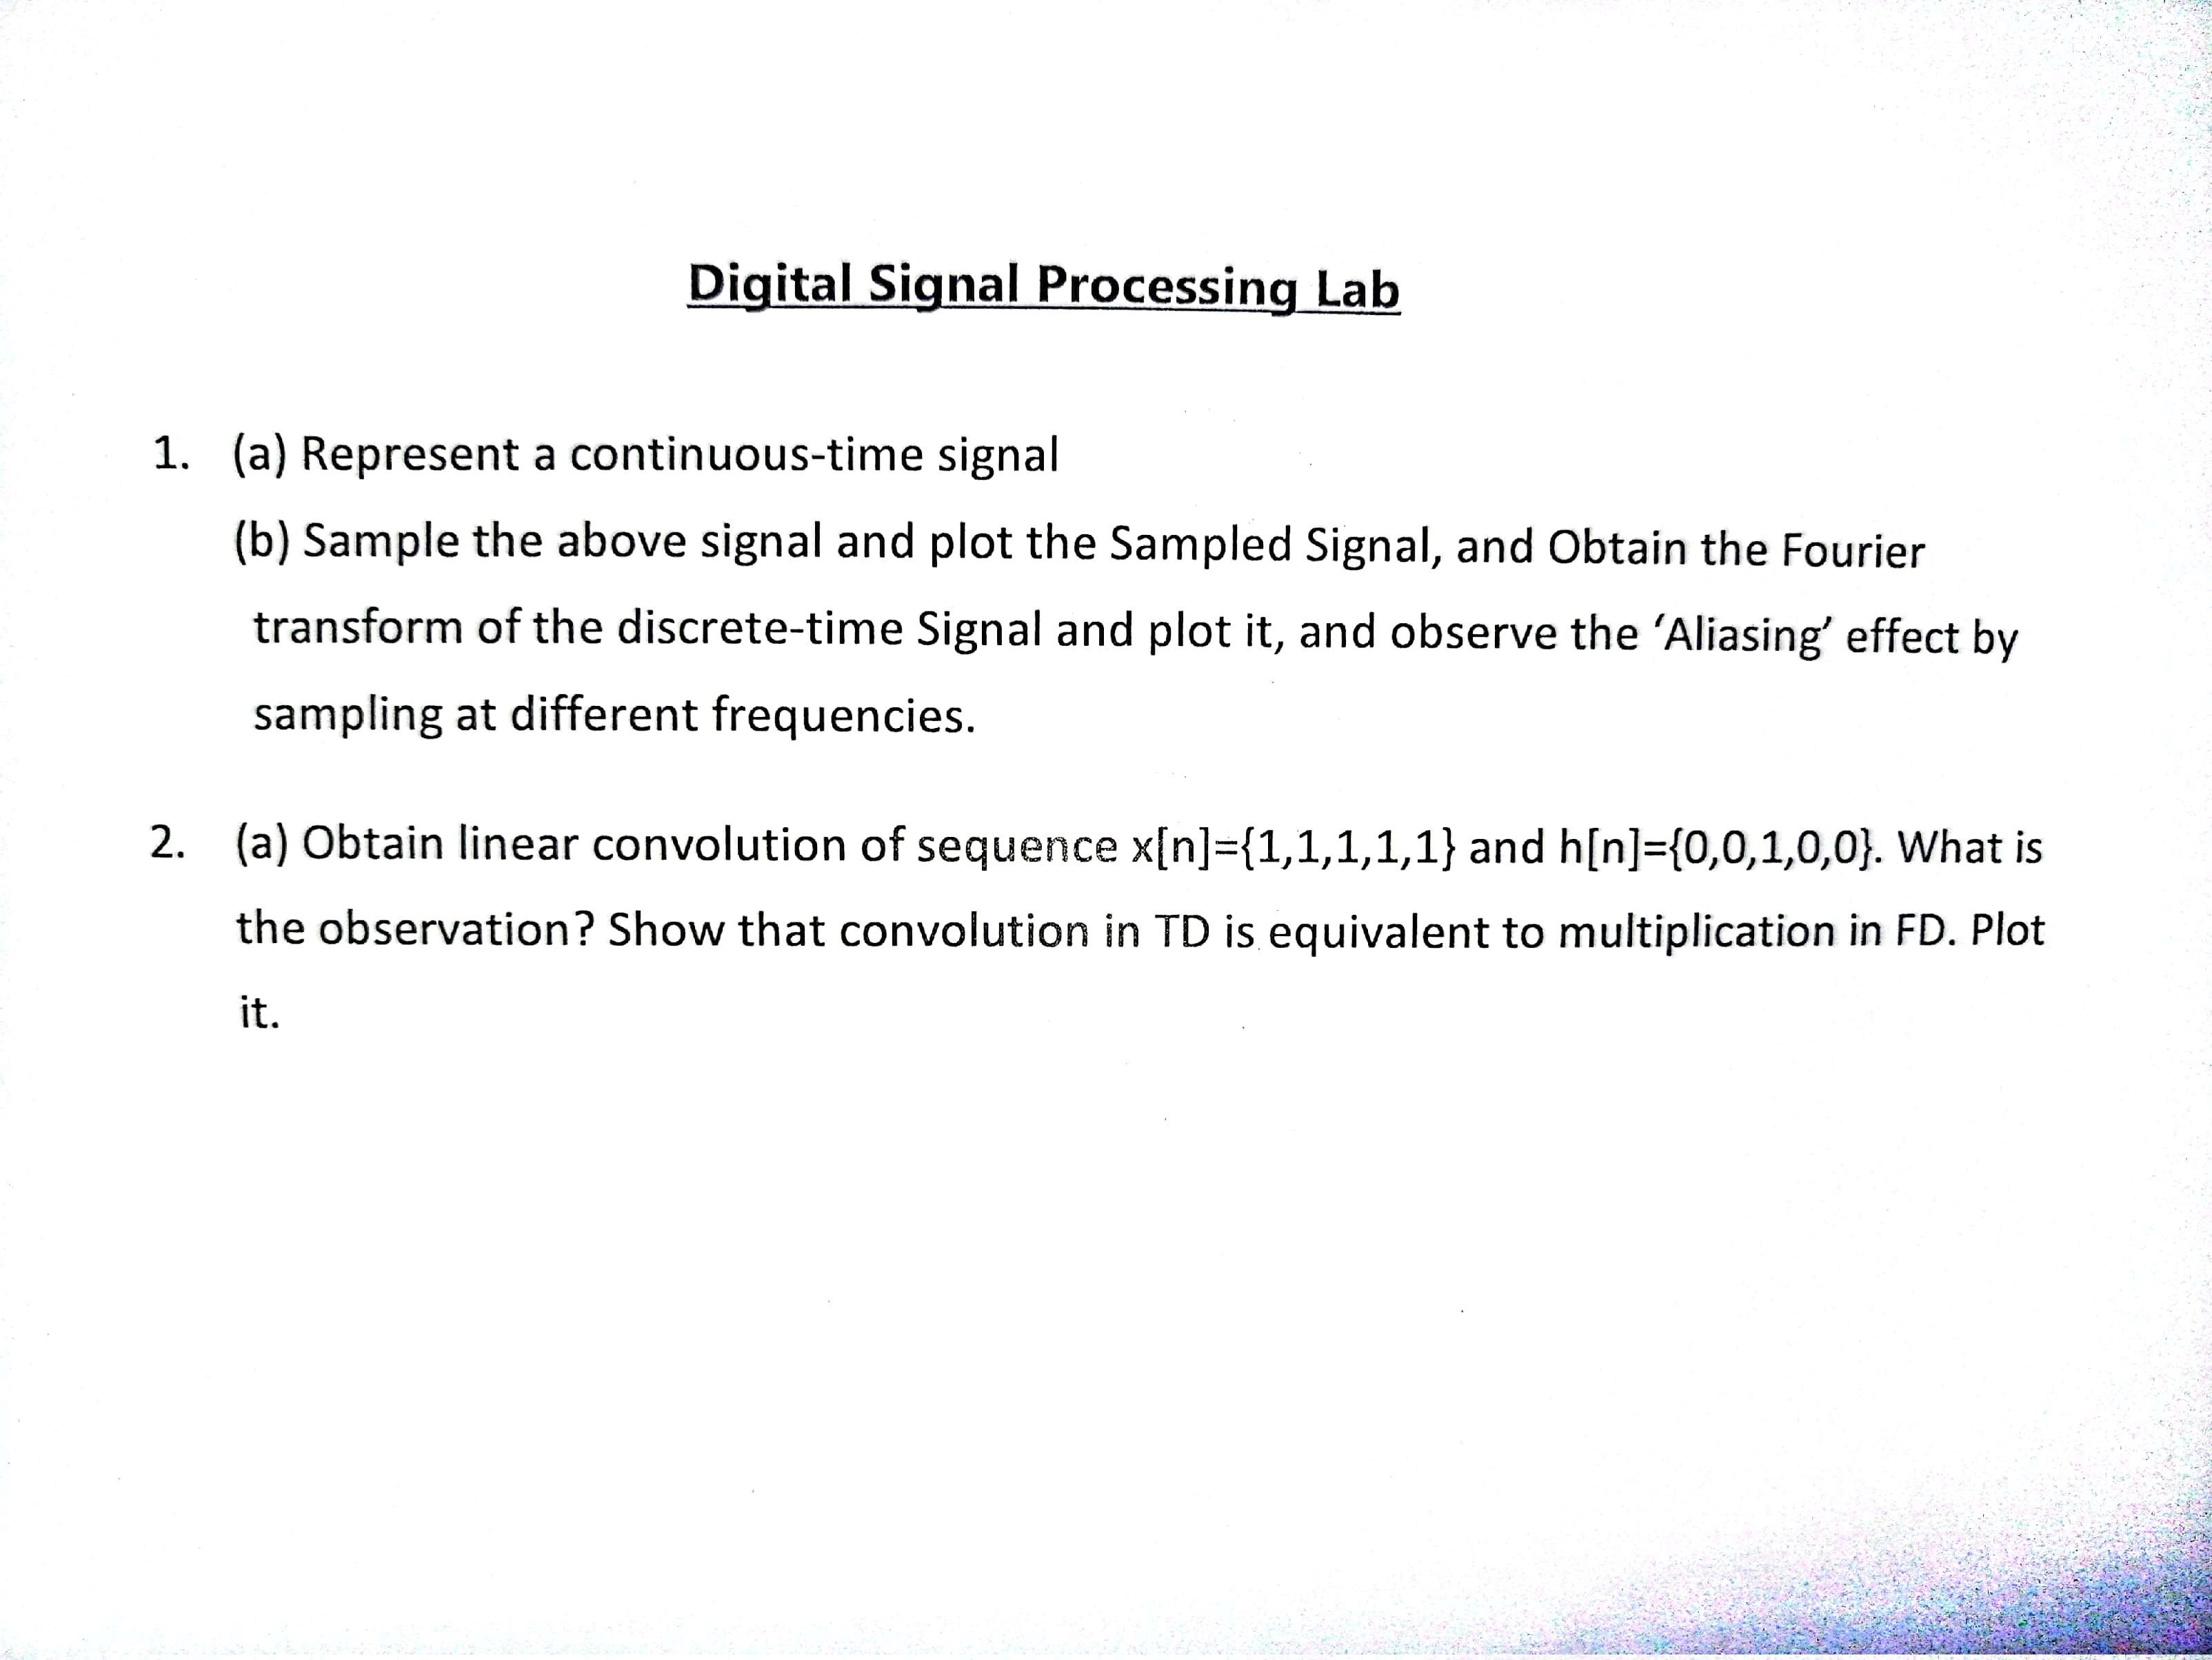 Digital Signal Processing Lab
1. (a) Represent a continuous-time signal
(b) Sample the above signal and plot the Sampled Signal, and Obtain the Fourier
transform of the discrete-time Signal and plot it, and observe the ‘Aliasing’ effect by
sampling at different frequencies.
2. (a) Obtain linear convolution of sequence x[n]={1,1,1,1,1} and h[n]={0,0,1,0,0}. What is
the observation? Show that convolution in TD is equivalent to multiplication in FD. Plot
it.